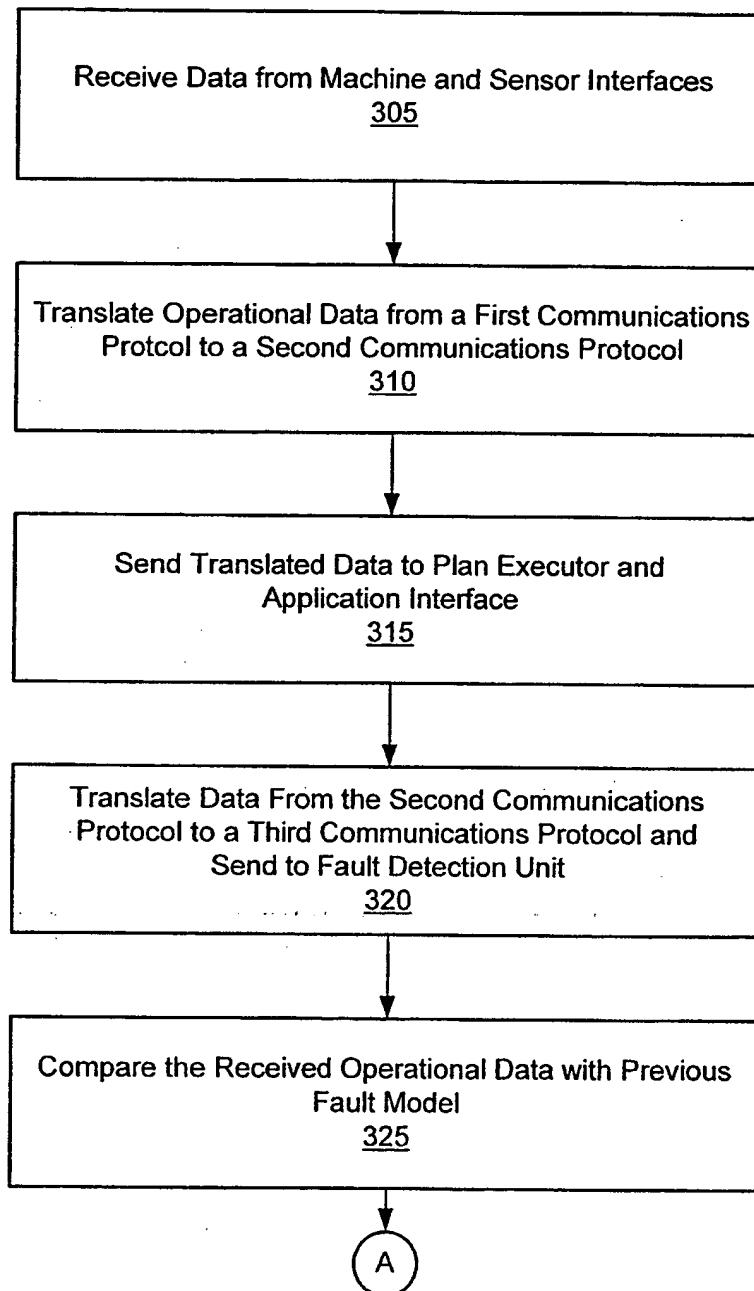 Receive Data from Machine and Sensor Interfaces
305
Translate Operational Data from a First Communications
Protcol to a Second Communications Protocol
310
Send Translated Data to Plan Executor and
Application Interface
315
Translate Data From the Second Communications
Protocol to a Third Communications Protocol and
Send to Fault Detection Unit
320
Compare the Received Operational Data with Previous
Fault Model
325
A